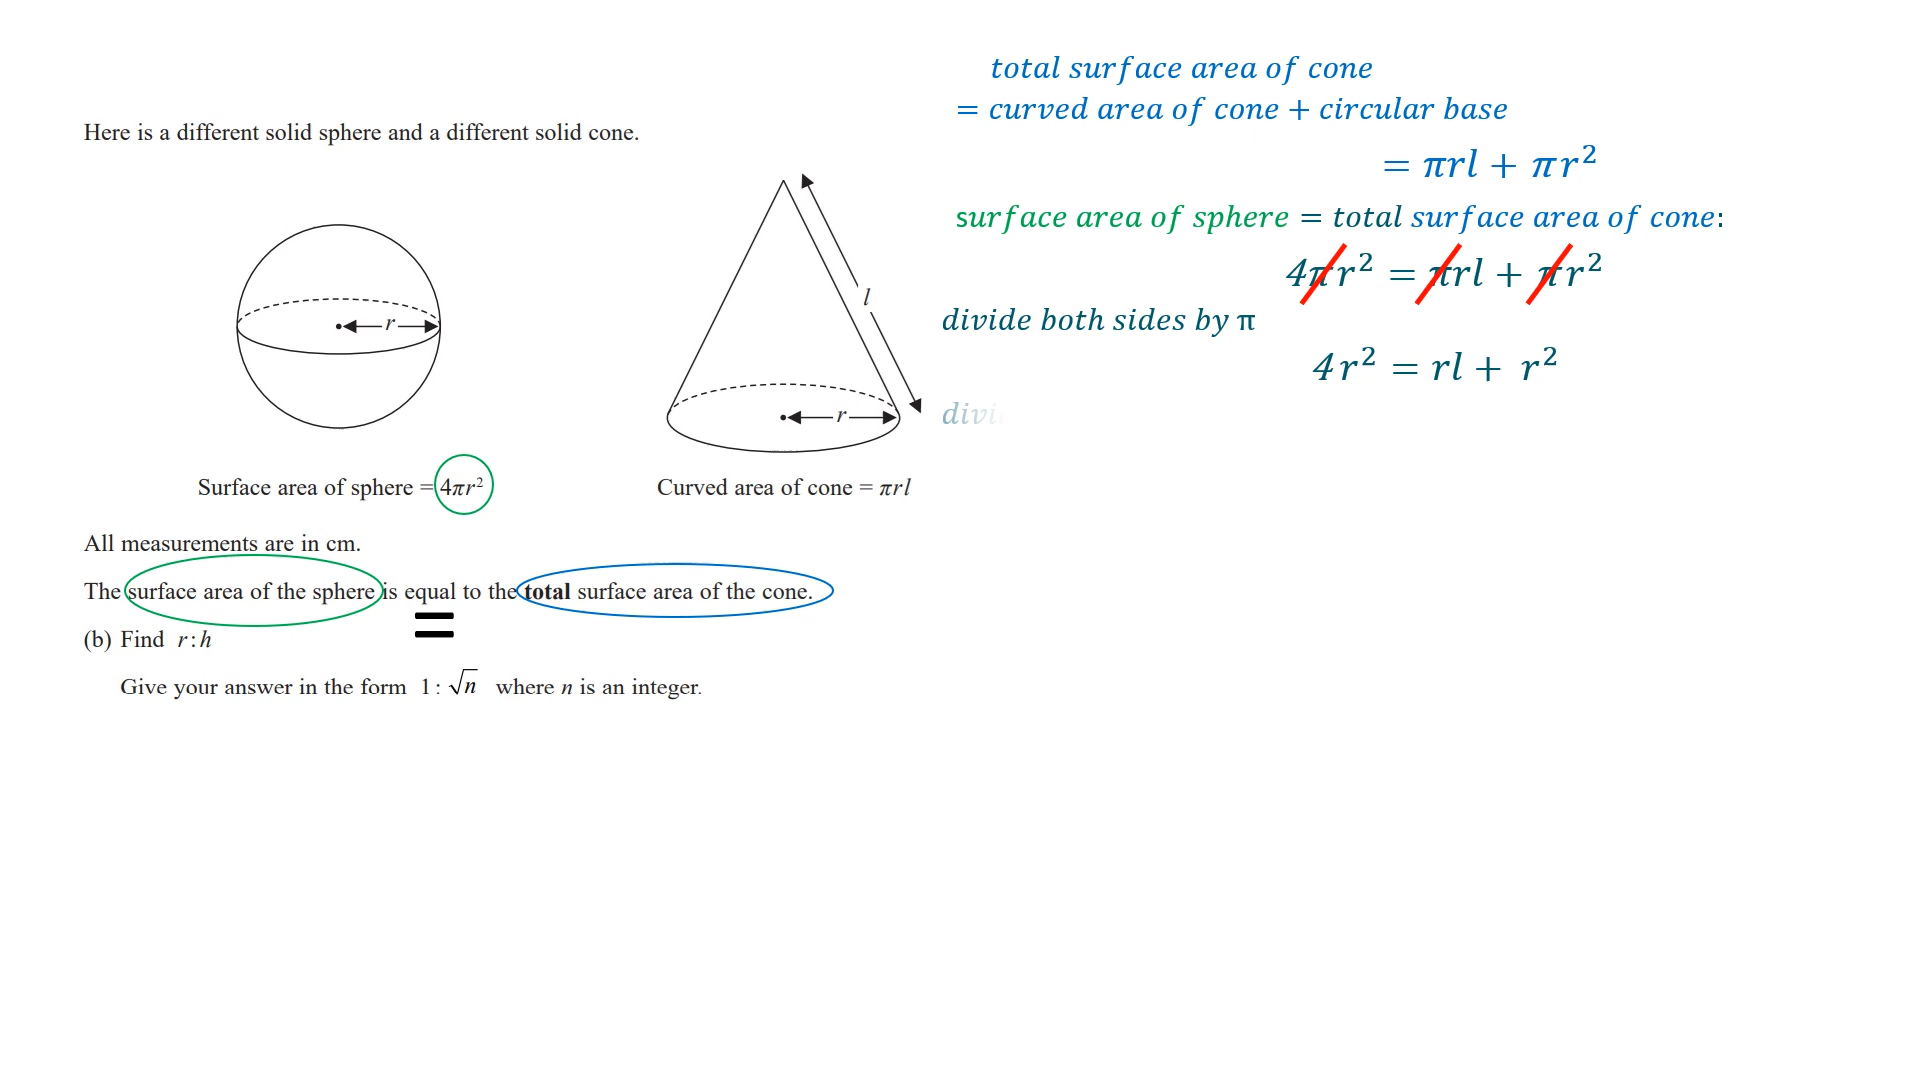 Here is a different solid sphere and a different solid cone.
r
l
r
Surface area of sphere = 4πr²
Curved area of cone = πrl
All measurements are in cm.
The surface area of the sphere is equal to the total surface area of the cone.
=
(b) Find r : h
Give your answer in the form 1 : √n where n is an integer.
total surface area of cone
= curved area of cone + circular base
= πrl + πr²
surface area of sphere = total surface area of cone:
4πr² = πrl + πr²
divide both sides by π
4r² = rl + r²